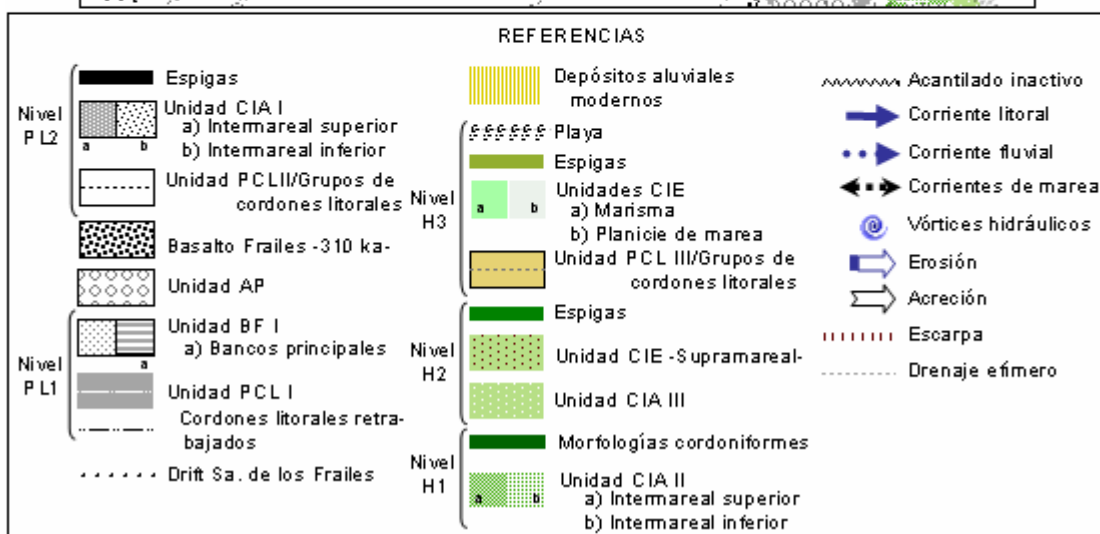 REFERENCIAS
Nivel
PL2
Espigas
Unidad CIA I
a) Intermareal superior
b) Intermareal inferior
a b
Unidad PCLII/Grupos de
cordones litorales
Basalto Frailes -310 ka-
Unidad AP
Nivel
PL1
Unidad BF I
a) Bancos principales
a
Unidad PCL I
Cordones litorales retra-
bajados
Drift Sa. de los Frailes
Depósitos aluviales
modernos
Nivel
H3
Playa
Espigas
Unidades CIE
a b
a) Marisma
b) Planicie de marea
Unidad PCL III/Grupos de
cordones litorales
Nivel
H2
Espigas
Unidad CIE -Supramareal-
Unidad CIA III
Nivel
H1
Morfologías cordoniformes
Unidad CIA II
a b
a) Intermareal superior
b) Intermareal inferior
Acantilado inactivo
Corriente litoral
Corriente fluvial
Corrientes de marea
Vórtices hidráulicos
Erosión
Acreción
Escarpa
Drenaje efímero